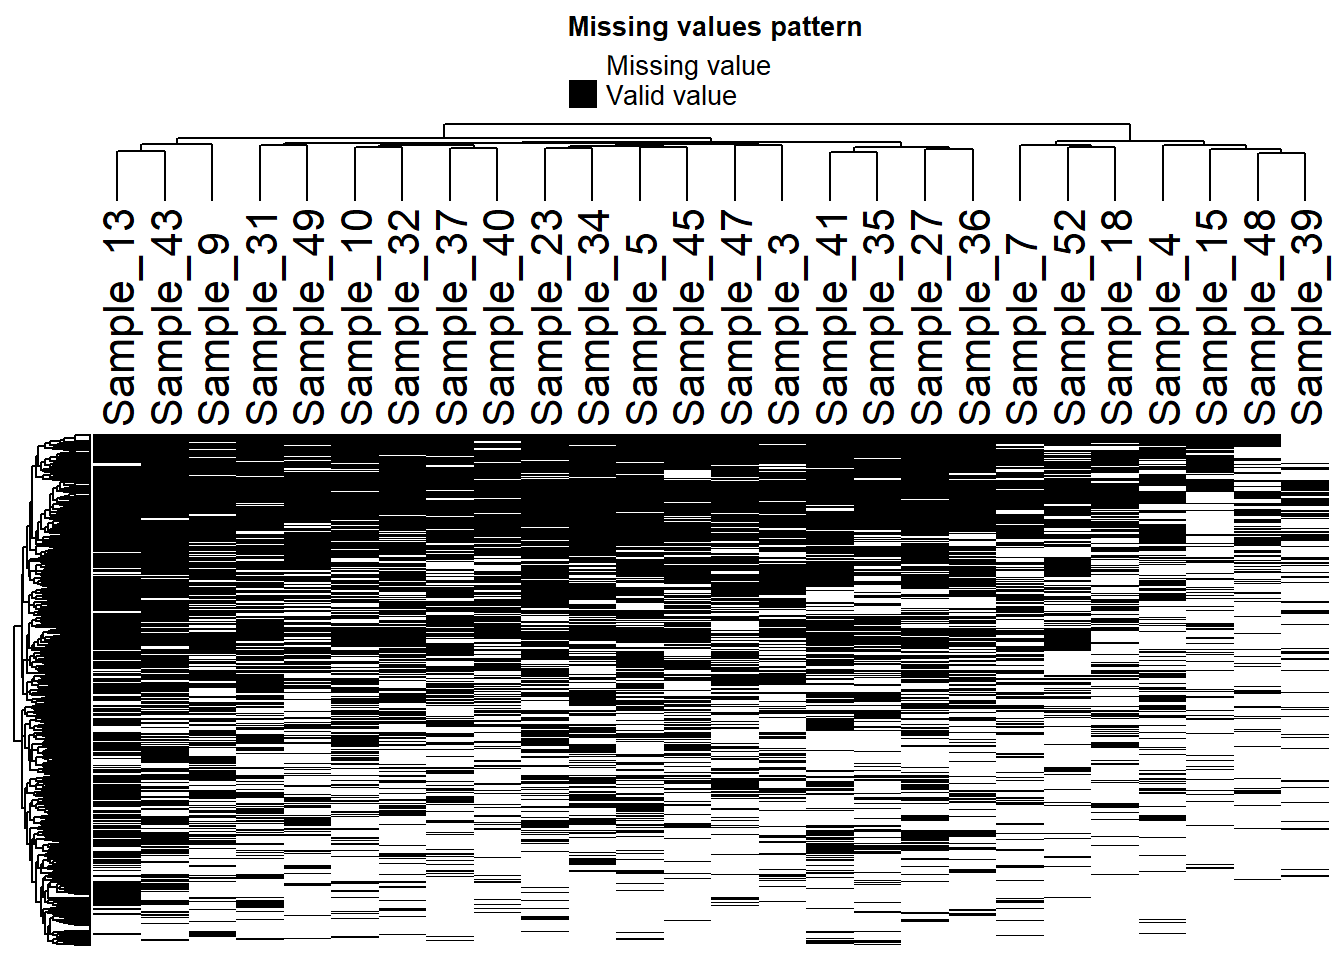 Missing values pattern
Missing value
Valid value
Sample_13
Sample_43
Sample_9
Sample_31
Sample_49
Sample_10
Sample_32
Sample_37
Sample_40
Sample_23
Sample_34
Sample_5
Sample_45
Sample_47
Sample_3
Sample_41
Sample_35
Sample_27
Sample_36
Sample_7
Sample_52
Sample_18
Sample_4
Sample_15
Sample_48
Sample_39